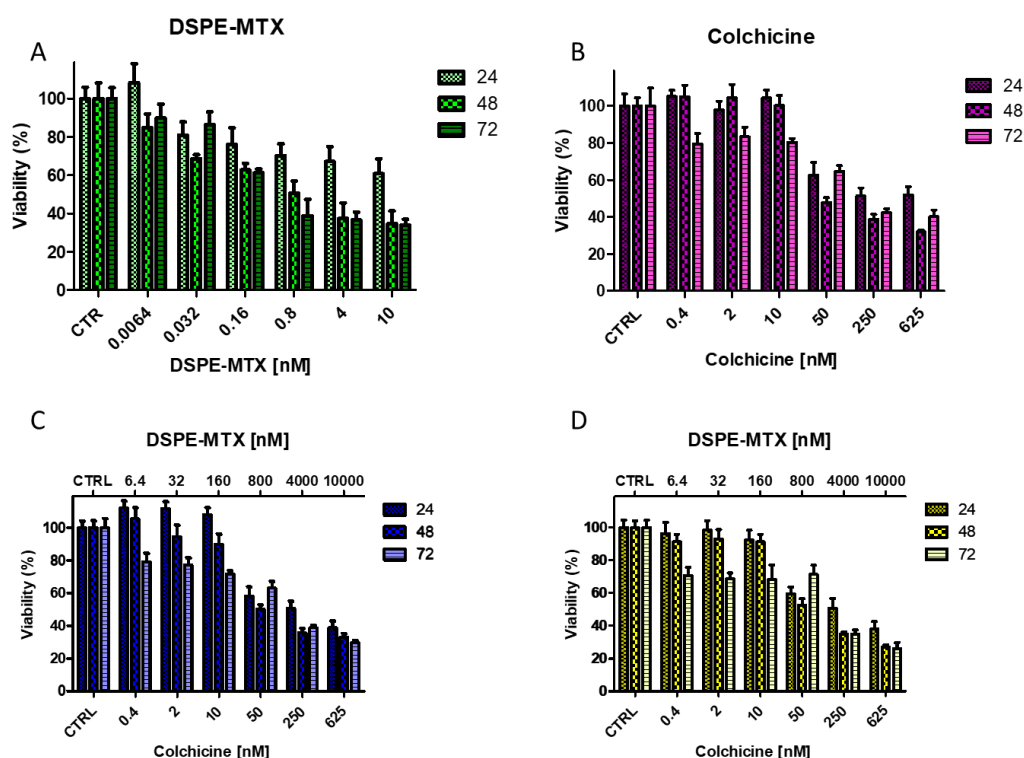 A
DSPE-MTX
Viability (%)
100
80
60
40
20
0
CTR
0.0064
0.032
0.16
0.8
4
10
DSPE-MTX [nM]
24
48
72
B
Colchicine
Viability (%)
100
80
60
40
20
0
CTRL
0.4
2
10
50
250
625
Colchicine [nM]
24
48
72
C
DSPE-MTX [nM]
CTRL 6.4 32 160 800 4000 10000
Viability (%)
100
80
60
40
20
0
CTRL
0.4
2
10
50
250
625
Colchicine [nM]
24
48
72
D
DSPE-MTX [nM]
CTRL 6.4 32 160 800 4000 10000
Viability (%)
100
80
60
40
20
0
CTRL
0.4
2
10
50
250
625
Colchicine [nM]
24
48
72